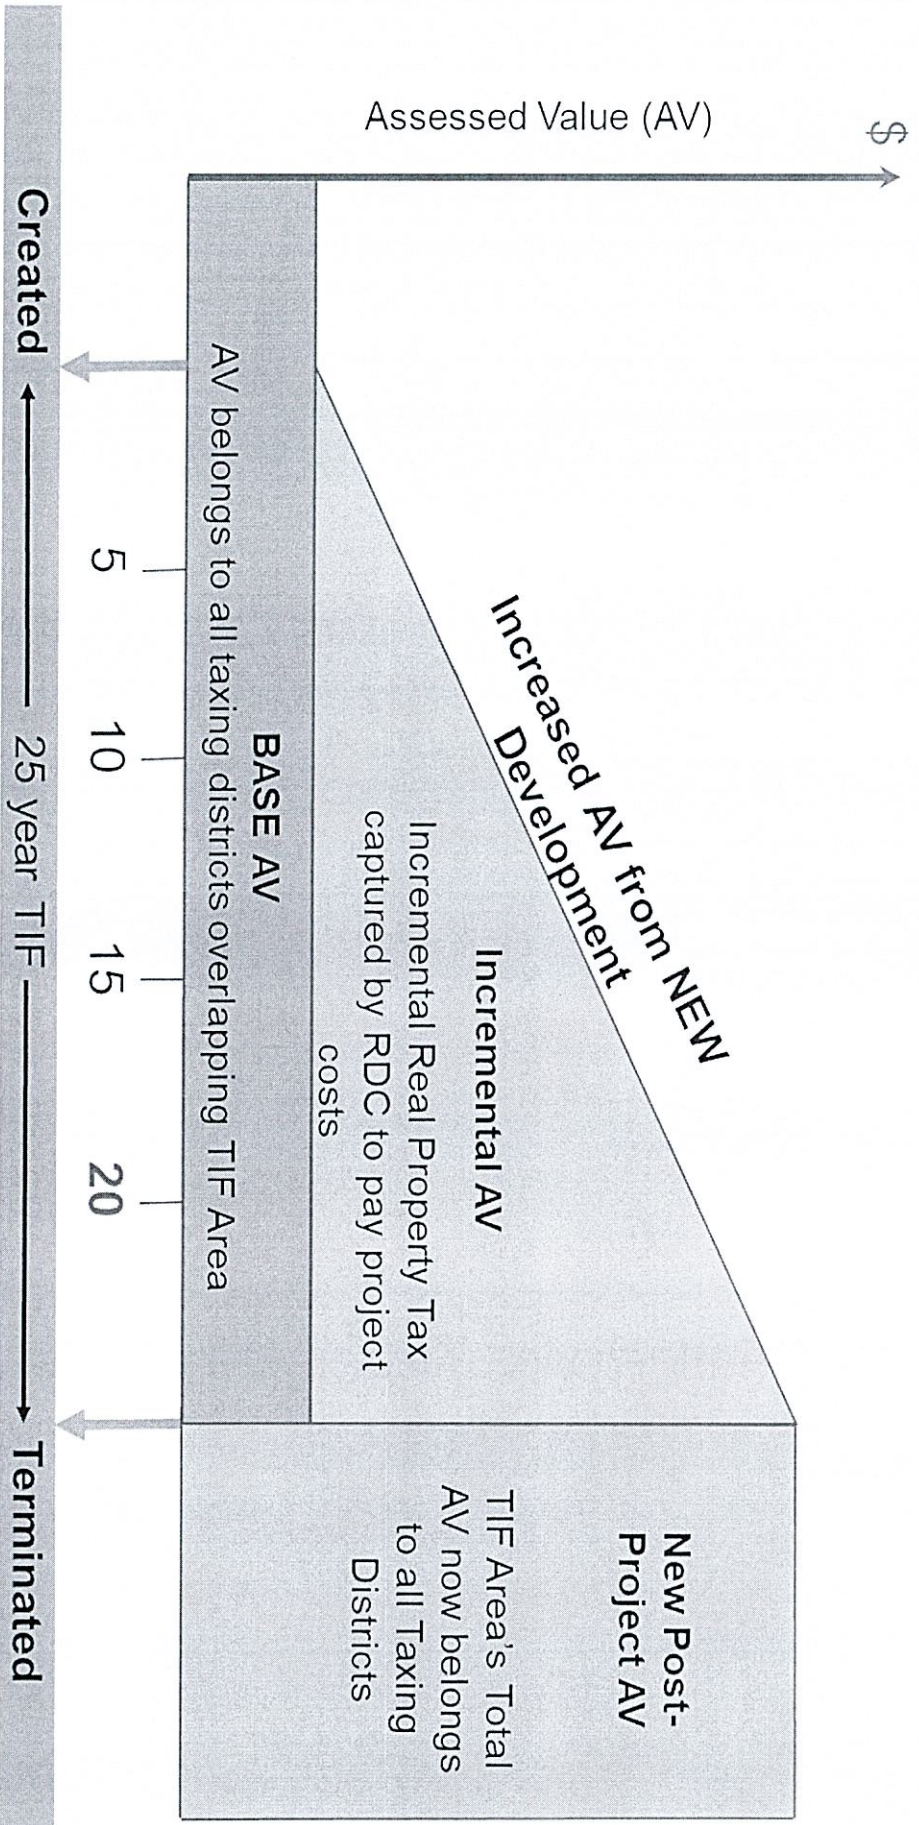 $
Assessed Value (AV)
Increased AV from NEW
Development
Incremental AV
Incremental Real Property Tax
captured by RDC to pay project
costs
BASE AV
AV belongs to all taxing districts overlapping TIF Area
New Post-
Project AV
TIF Area's Total
AV now belongs
to all Taxing
Districts
5 10 15 20
Created 25 year TIF Terminated